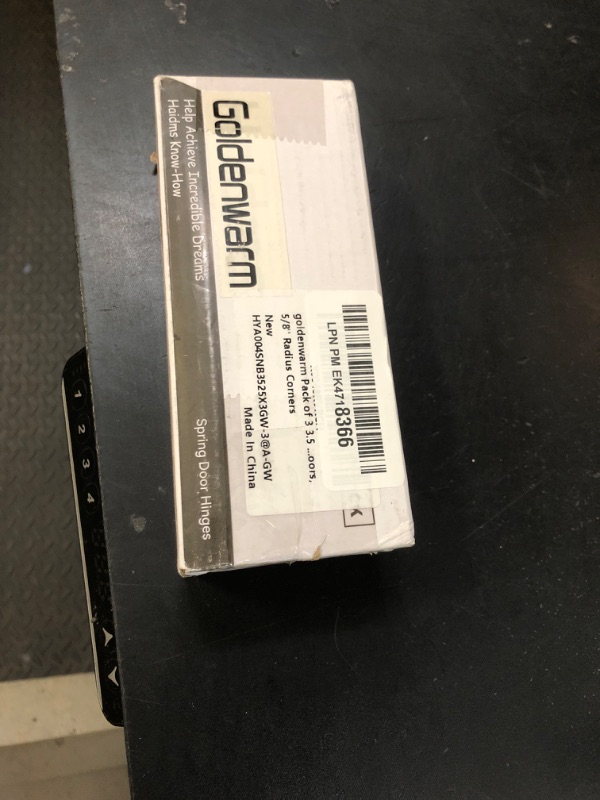 Goldenwarm
Help Achieve Incredible Dreams
Haidms Know-How
Spring Door Hinges
LPN PM EK4718366
goldenwarm Pack of 3 3.5 ...oors,
5/8" Radius Corners
New
HYA004SNB3525X3GW-3@A-GW
Made In China
1
2
3
4